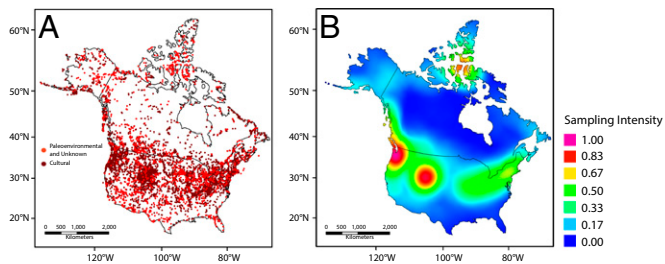 A
60°N
50°N
40°N
30°N
20°N
Paleoenvironmental
and Unknown
Cultural
0 500 1,000 2,000
Kilometers
120°W 100°W 80°W
B
60°N
50°N
40°N
30°N
20°N
0 500 1,000 2,000
Kilometers
120°W 100°W 80°W
Sampling Intensity
1.00
0.83
0.67
0.50
0.33
0.17
0.00